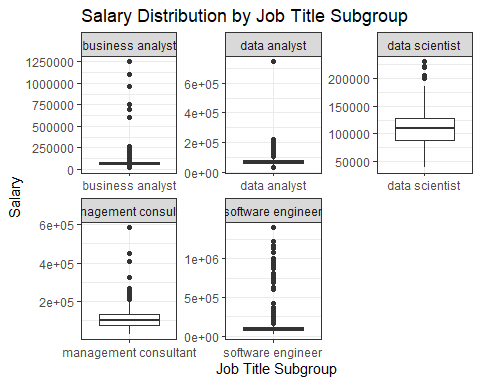 Salary Distribution by Job Title Subgroup
business analyst
data analyst
data scientist
1250000
1000000
750000
500000
250000
0
6e+05
4e+05
2e+05
0e+00
200000
150000
100000
50000
business analyst
data analyst
data scientist
Salary
nagement consul
software engineer
6e+05
4e+05
2e+05
1e+06
5e+05
0e+00
management consultant
software engineer
Job Title Subgroup